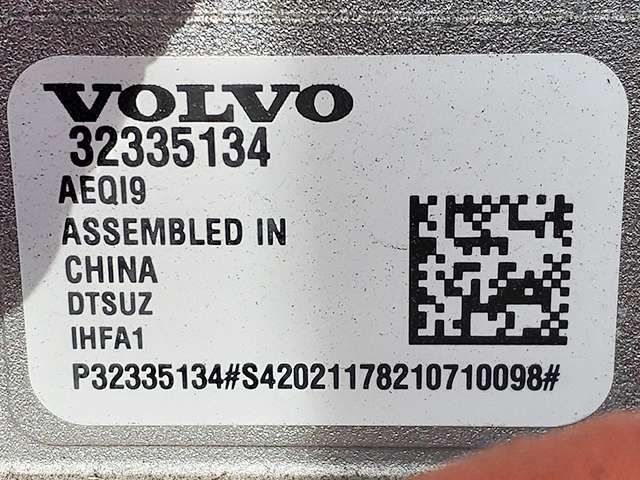 VOLVO
32335134
AEQI9
ASSEMBLED IN
CHINA
DTSUZ
IHFA1
P32335134#S42021178210710098#